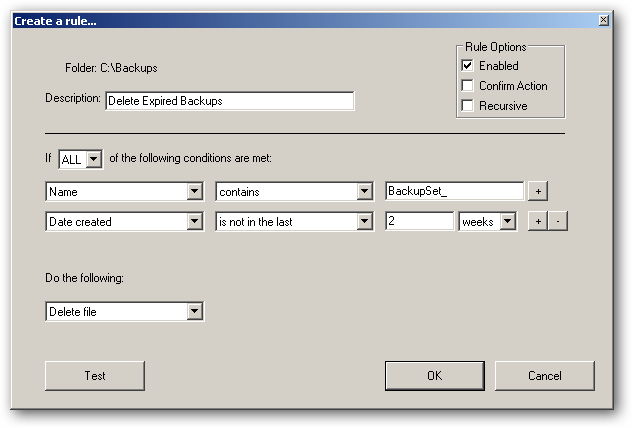 Create a rule...
Rule Options
Folder: C:\Backups
Enabled
Confirm Action
Description: Delete Expired Backups
Recursive
If ALL of the following conditions are met:
Name contains BackupSet_ +
Date created is not in the last 2 weeks + -
Do the following:
Delete file
Test OK Cancel